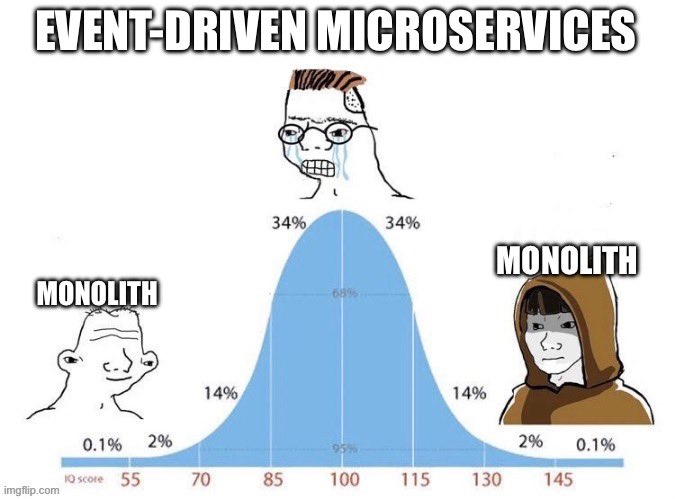 EVENT-DRIVEN MICROSERVICES
34% 34%
MONOLITH
MONOLITH
68%
14% 14%
0.1% 2% 95% 2% 0.1%
IQ score 55 70 85 100 115 130 145
imgflip.com